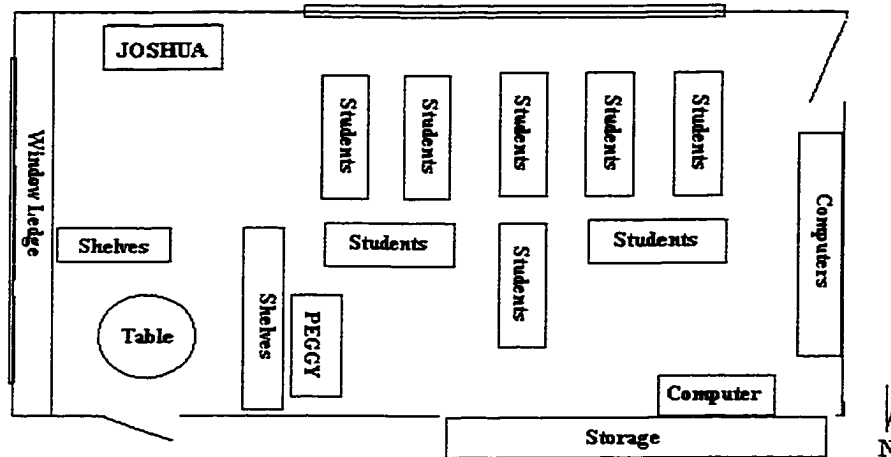 JOSHUA
Students
Students
Students
Students
Students
Window Ledge
Computers
Shelves
Students
Students
Students
Shelves
PEGGY
Table
Computer
Storage
N